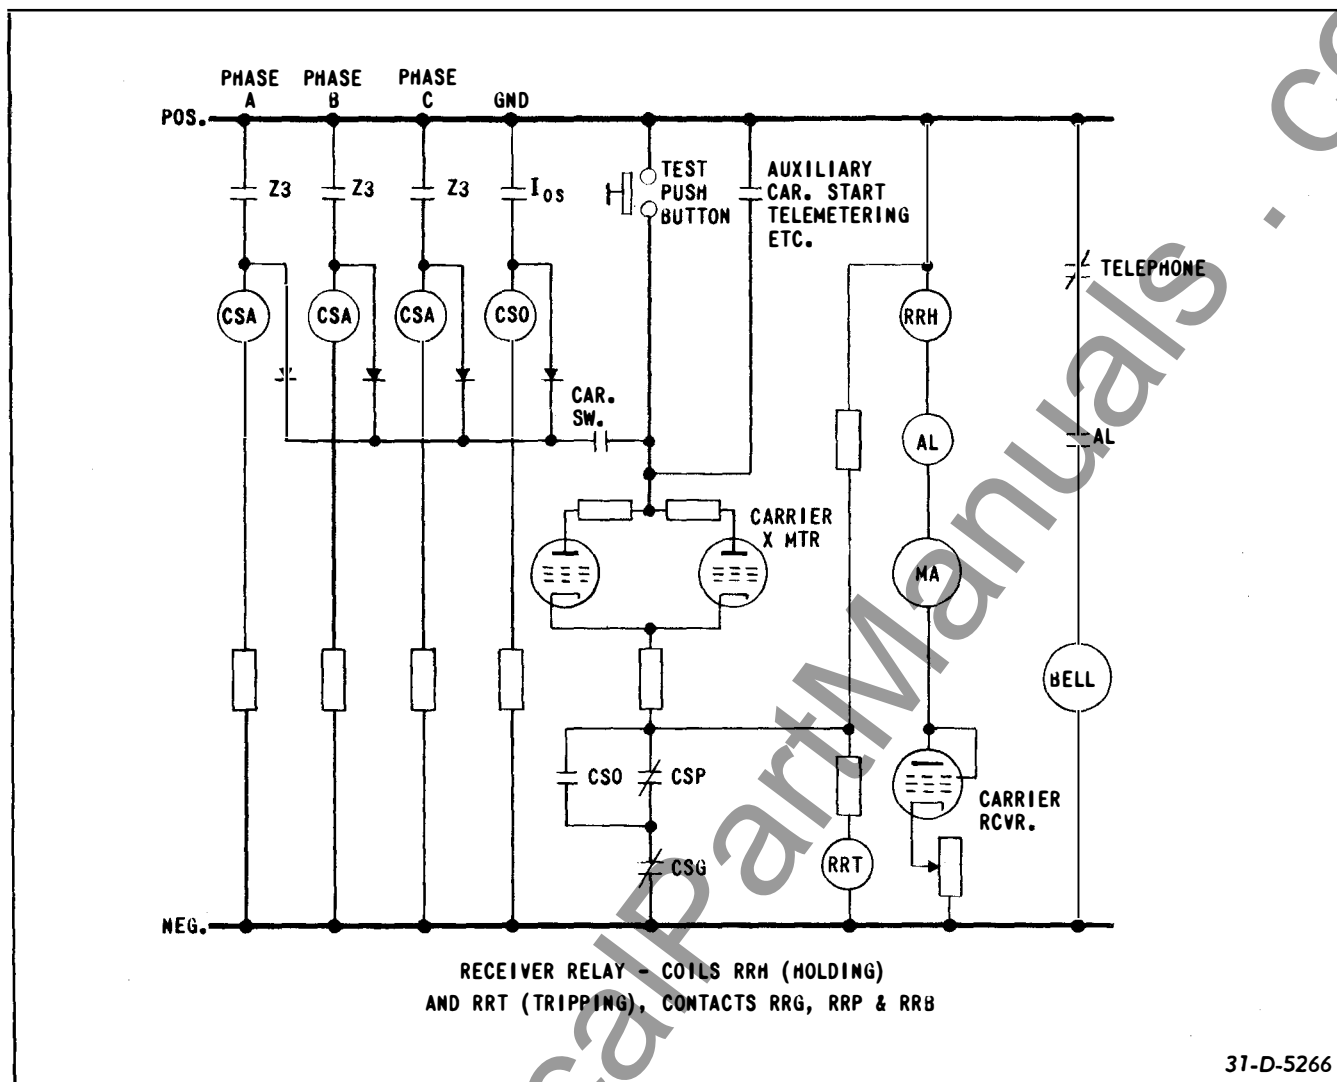 PHASE A
PHASE B
PHASE C
GND
POS.
Z3
Z3
Z3
Ios
TEST
PUSH
BUTTON
AUXILIARY
CAR. START
TELEMETERING
ETC.
TELEPHONE
CSA
CSA
CSA
CSO
RRH
CAR.
SW.
AL
AL
CARRIER
X MTR
MA
BELL
CSO
CSP
CARRIER
RCVR.
CSG
RRT
NEG.
RECEIVER RELAY - COILS RRH (HOLDING)
AND RRT (TRIPPING), CONTACTS RRG, RRP & RRB
31-D-5266